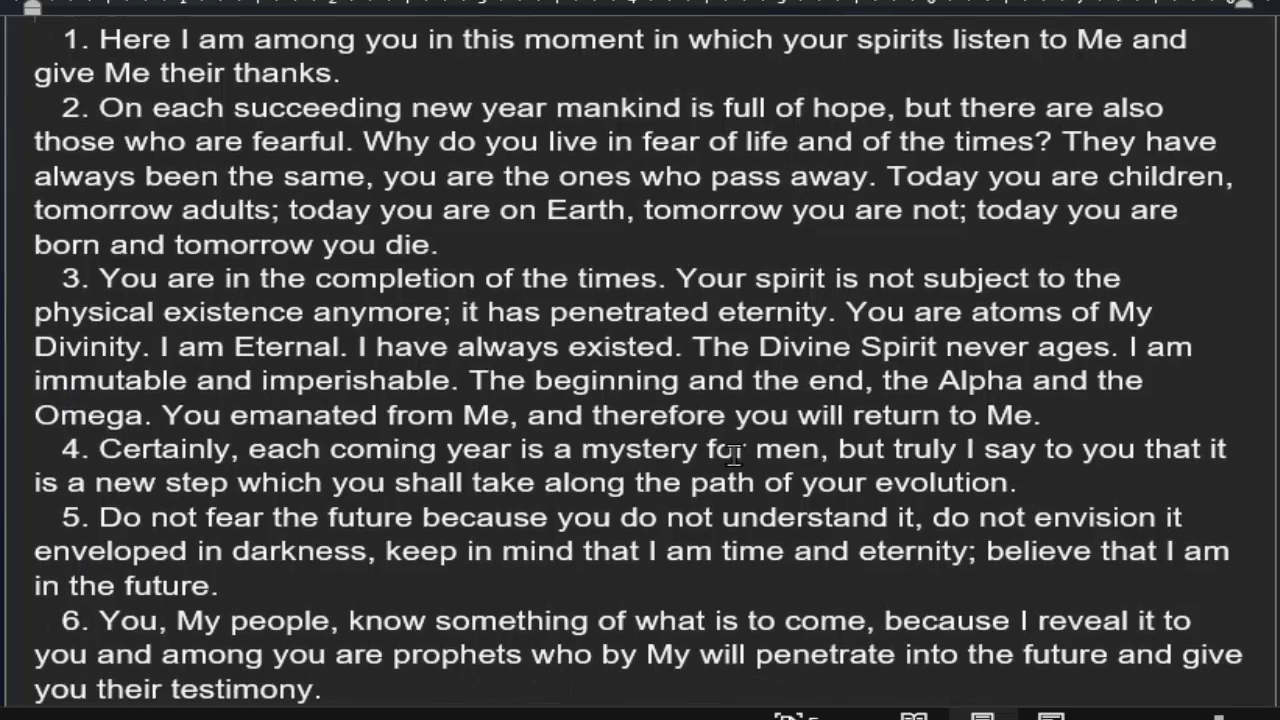 1. Here I am among you in this moment in which your spirits listen to Me and
give Me their thanks.
2. On each succeeding new year mankind is full of hope, but there are also
those who are fearful. Why do you live in fear of life and of the times? They have
always been the same, you are the ones who pass away. Today you are children,
tomorrow adults; today you are on Earth, tomorrow you are not; today you are
born and tomorrow you die.
3. You are in the completion of the times. Your spirit is not subject to the
physical existence anymore; it has penetrated eternity. You are atoms of My
Divinity. I am Eternal. I have always existed. The Divine Spirit never ages. I am
immutable and imperishable. The beginning and the end, the Alpha and the
Omega. You emanated from Me, and therefore you will return to Me.
4. Certainly, each coming year is a mystery for men, but truly I say to you that it
is a new step which you shall take along the path of your evolution.
5. Do not fear the future because you do not understand it, do not envision it
enveloped in darkness, keep in mind that I am time and eternity; believe that I am
in the future.
6. You, My people, know something of what is to come, because I reveal it to
you and among you are prophets who by My will penetrate into the future and give
you their testimony.